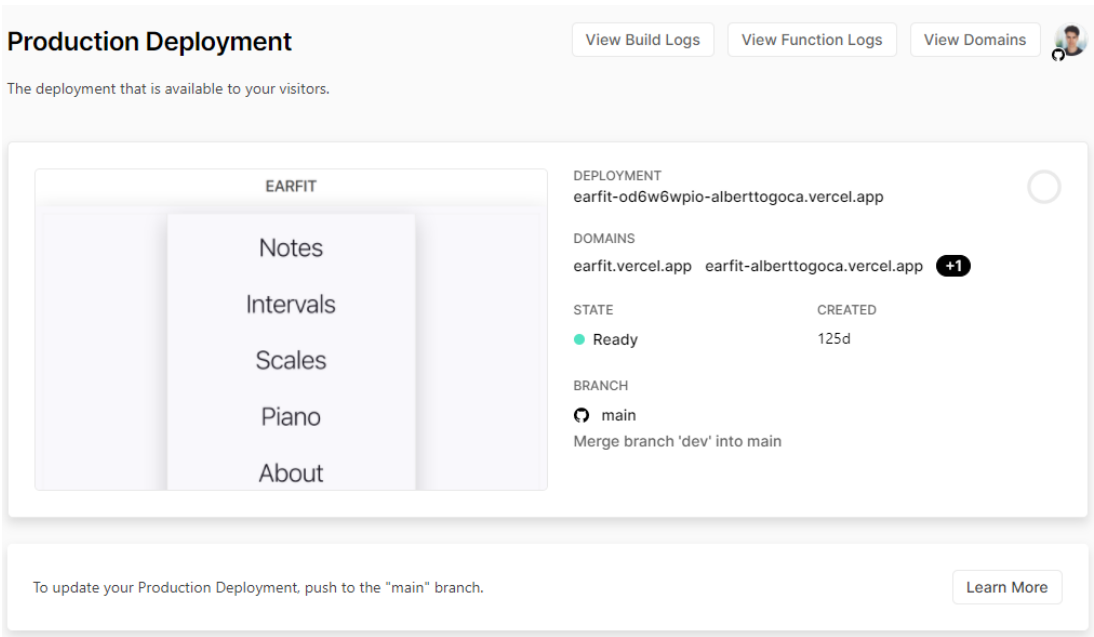 Production Deployment
View Build Logs
View Function Logs
View Domains
The deployment that is available to your visitors.
EARFIT
Notes
Intervals
Scales
Piano
About
DEPLOYMENT
earfit-od6w6wpio-alberttogoca.vercel.app
DOMAINS
earfit.vercel.app earfit-alberttogoca.vercel.app +1
STATE
Ready
CREATED
125d
BRANCH
main
Merge branch 'dev' into main
To update your Production Deployment, push to the "main" branch.
Learn More